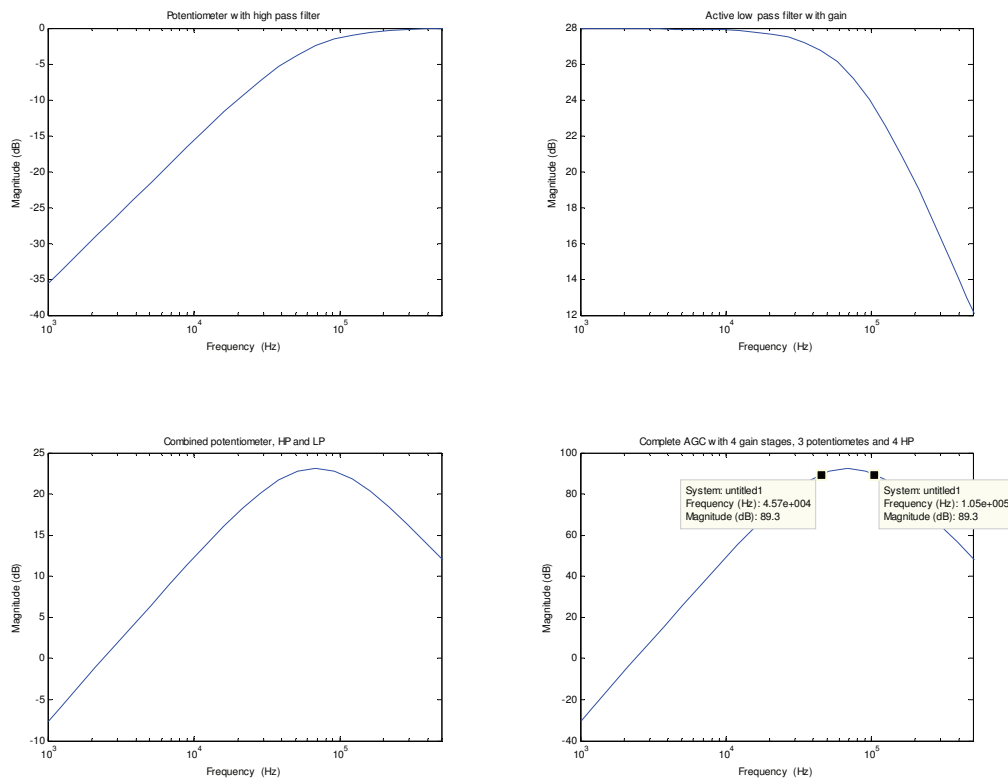 Potentiometer with high pass filter
0
-5
-10
-15
-20
-25
-30
-35
-40
Magnitude (dB)
10^3
10^4
10^5
Frequency (Hz)
Active low pass filter with gain
28
26
24
22
20
18
16
14
12
Magnitude (dB)
10^3
10^4
10^5
Frequency (Hz)
Combined potentiometer, HP and LP
25
20
15
10
5
0
-5
-10
Magnitude (dB)
10^3
10^4
10^5
Frequency (Hz)
Complete AGC with 4 gain stages, 3 potentiometes and 4 HP
100
80
60
40
20
0
-20
-40
Magnitude (dB)
System: untitled1
Frequency (Hz): 4.57e+004
Magnitude (dB): 89.3
System: untitled1
Frequency (Hz): 1.05e+005
Magnitude (dB): 89.3
10^3
10^4
10^5
Frequency (Hz)